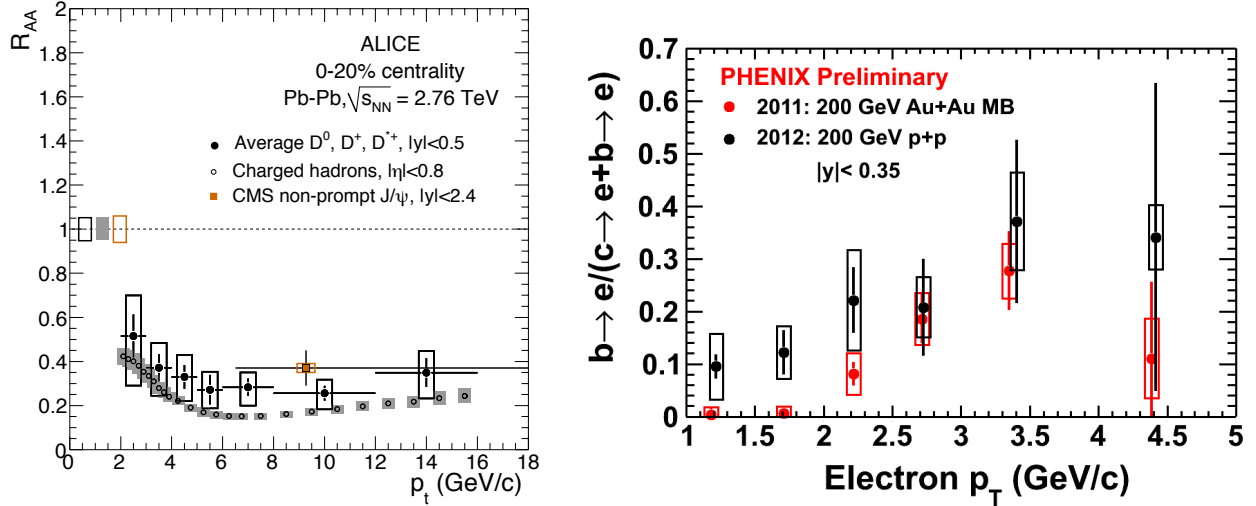 R_AA
2
1.8
1.6
1.4
1.2
1
0.8
0.6
0.4
0.2
0
ALICE
0-20% centrality
Pb-Pb,√s_NN = 2.76 TeV
Average D^0, D^+, D^*+, |y|<0.5
Charged hadrons, |η|<0.8
CMS non-prompt J/ψ, |y|<2.4
0 2 4 6 8 10 12 14 16 18
p_t (GeV/c)
b→ e/(c→ e+b→ e)
0.7
0.6
0.5
0.4
0.3
0.2
0.1
0
PHENIX Preliminary
2011: 200 GeV Au+Au MB
2012: 200 GeV p+p
|y|< 0.35
1 1.5 2 2.5 3 3.5 4 4.5 5
Electron p_T (GeV/c)